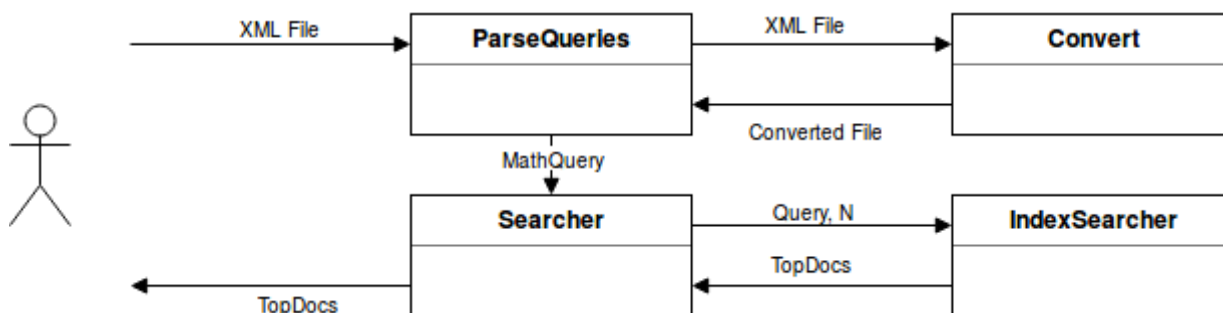 XML File
ParseQueries
XML File
Convert
Converted File
MathQuery
Searcher
Query, N
IndexSearcher
TopDocs
TopDocs